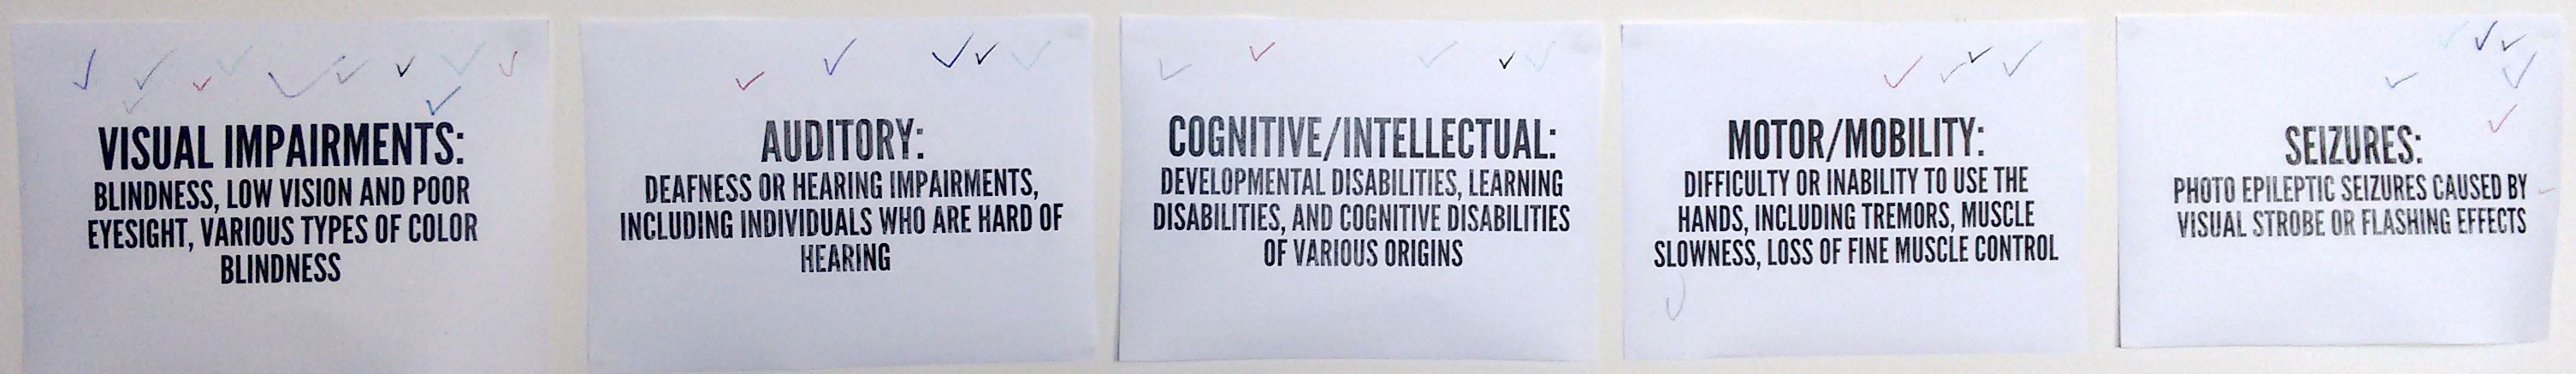 VISUAL IMPAIRMENTS:
BLINDNESS, LOW VISION AND POOR
EYESIGHT, VARIOUS TYPES OF COLOR
BLINDNESS
AUDITORY:
DEAFNESS OR HEARING IMPAIRMENTS,
INCLUDING INDIVIDUALS WHO ARE HARD OF
HEARING
COGNITIVE/INTELLECTUAL:
DEVELOPMENTAL DISABILITIES, LEARNING
DISABILITIES, AND COGNITIVE DISABILITIES
OF VARIOUS ORIGINS
MOTOR/MOBILITY:
DIFFICULTY OR INABILITY TO USE THE
HANDS, INCLUDING TREMORS, MUSCLE
SLOWNESS, LOSS OF FINE MUSCLE CONTROL
SEIZURES:
PHOTO EPILEPTIC SEIZURES CAUSED BY
VISUAL STROBE OR FLASHING EFFECTS